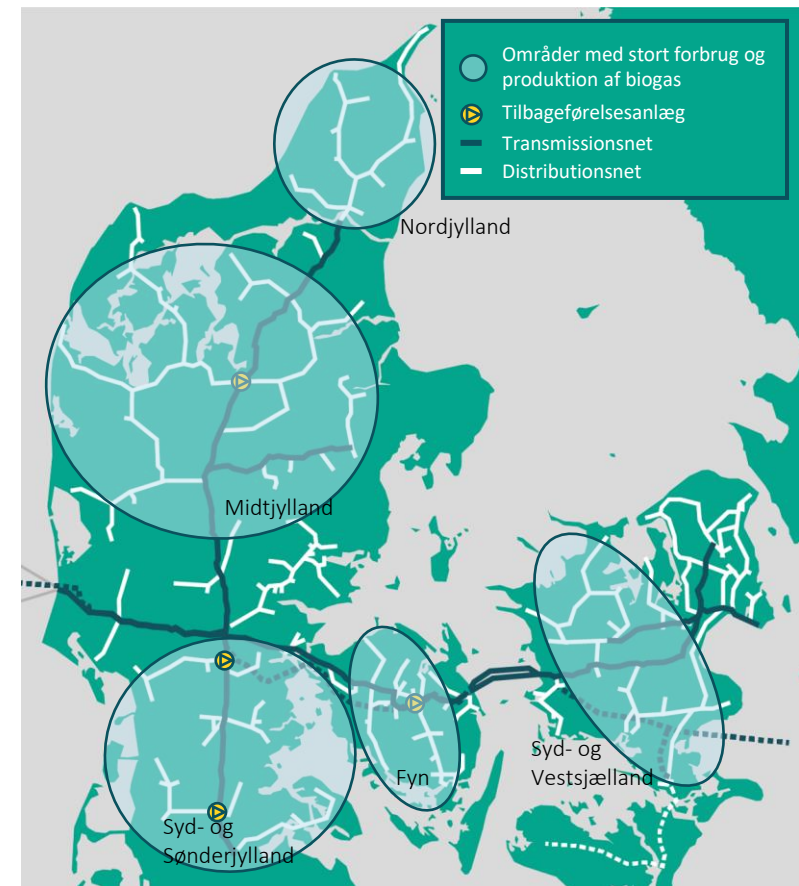 Områder med stort forbrug og
produktion af biogas
Tilbageførelsesanlæg
Transmissionsnet
Distributionsnet
Nordjylland
Midtjylland
Syd- og
Vestsjælland
Fyn
Syd- og
Sønderjylland